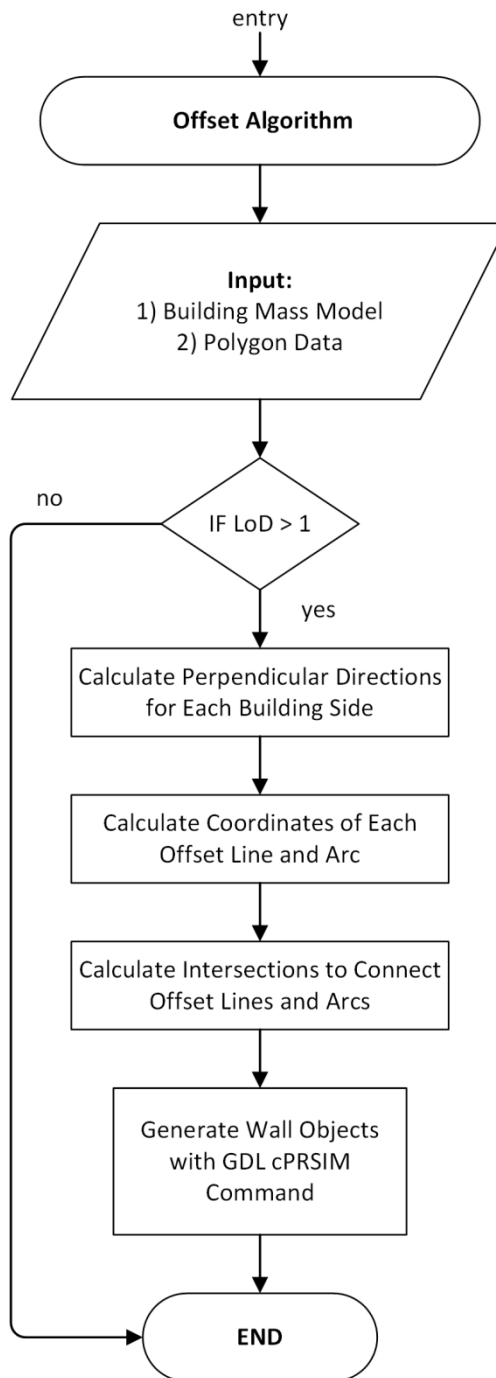 entry
Offset Algorithm
Input:
1) Building Mass Model
2) Polygon Data
no
IF LoD > 1
yes
Calculate Perpendicular Directions
for Each Building Side
Calculate Coordinates of Each
Offset Line and Arc
Calculate Intersections to Connect
Offset Lines and Arcs
Generate Wall Objects
with GDL cPRSIM
Command
END